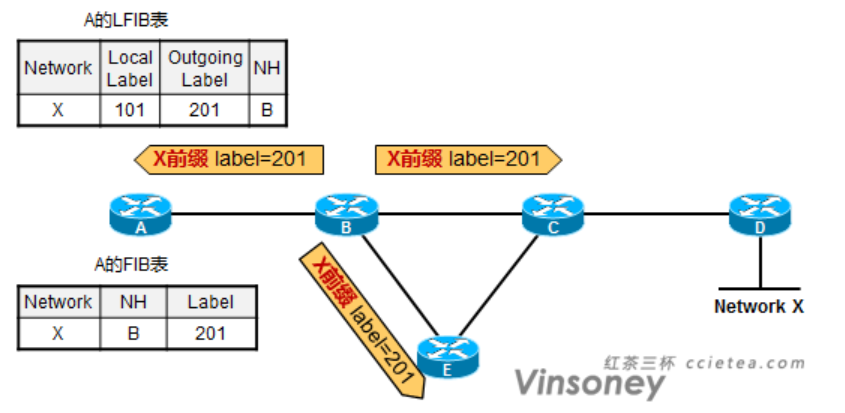 A的LFIB表
Network Local Label Outgoing Label NH
X 101 201 B
X前缀 label=201
X前缀 label=201
A
B
C
D
A的FIB表
Network NH Label
X B 201
X前缀 label=201
E
Network X
红茶三杯 ccietea.com
Vinsoney